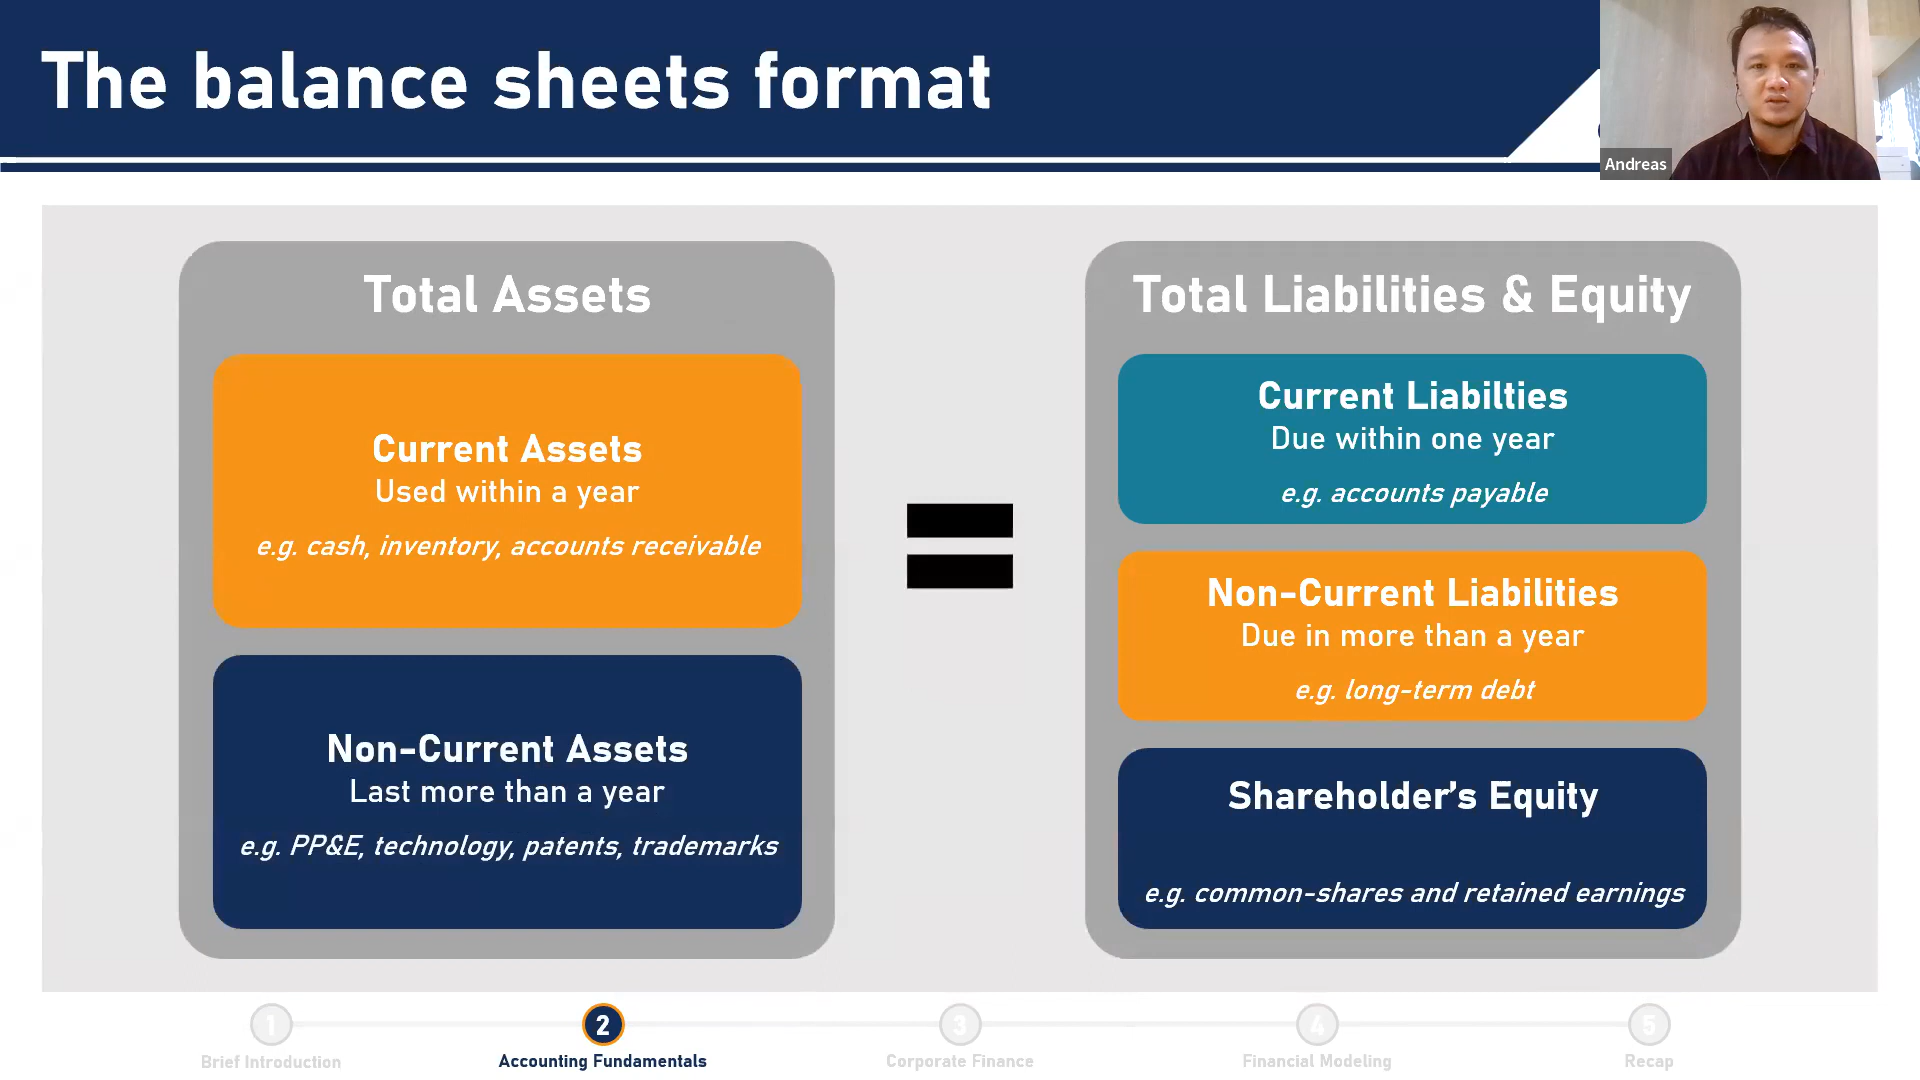 The balance sheets format
Andreas
Total Assets
Current Assets
Used within a year
e.g. cash, inventory, accounts receivable
Non-Current Assets
Last more than a year
e.g. PP&E, technology, patents, trademarks
Total Liabilities & Equity
Current Liabilties
Due within one year
e.g. accounts payable
Non-Current Liabilities
Due in more than a year
e.g. long-term debt
Shareholder’s Equity
e.g. common-shares and retained earnings
1
Brief Introduction
2
Accounting Fundamentals
3
Corporate Finance
4
Financial Modeling
5
Recap